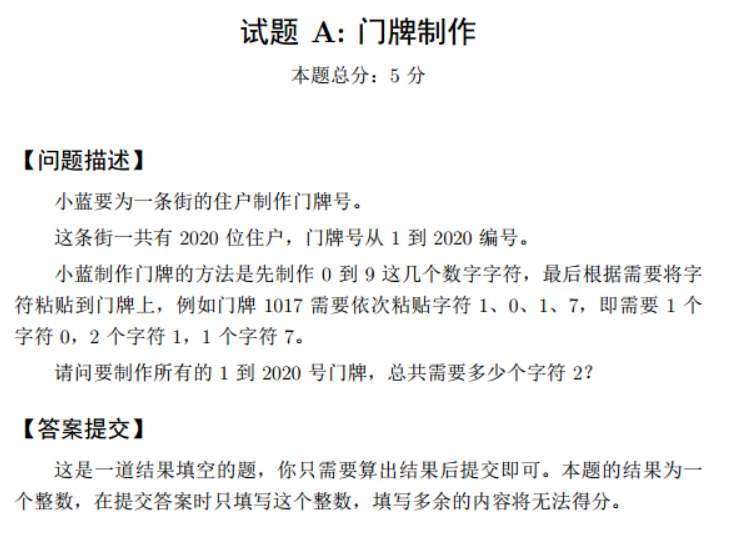 试题 A: 门牌制作
本题总分：5 分
【问题描述】
小蓝要为一条街的住户制作门牌号。
这条街一共有 2020 位住户，门牌号从 1 到 2020 编号。
小蓝制作门牌的方法是先制作 0 到 9 这几个数字字符，最后根据需要将字
符粘贴到门牌上，例如门牌 1017 需要依次粘贴字符 1、0、1、7，即需要 1 个
字符 0，2 个字符 1，1 个字符 7。
请问要制作所有的 1 到 2020 号门牌，总共需要多少个字符 2？
【答案提交】
这是一道结果填空的题，你只需要算出结果后提交即可。本题的结果为一
个整数，在提交答案时只填写这个整数，填写多余的内容将无法得分。